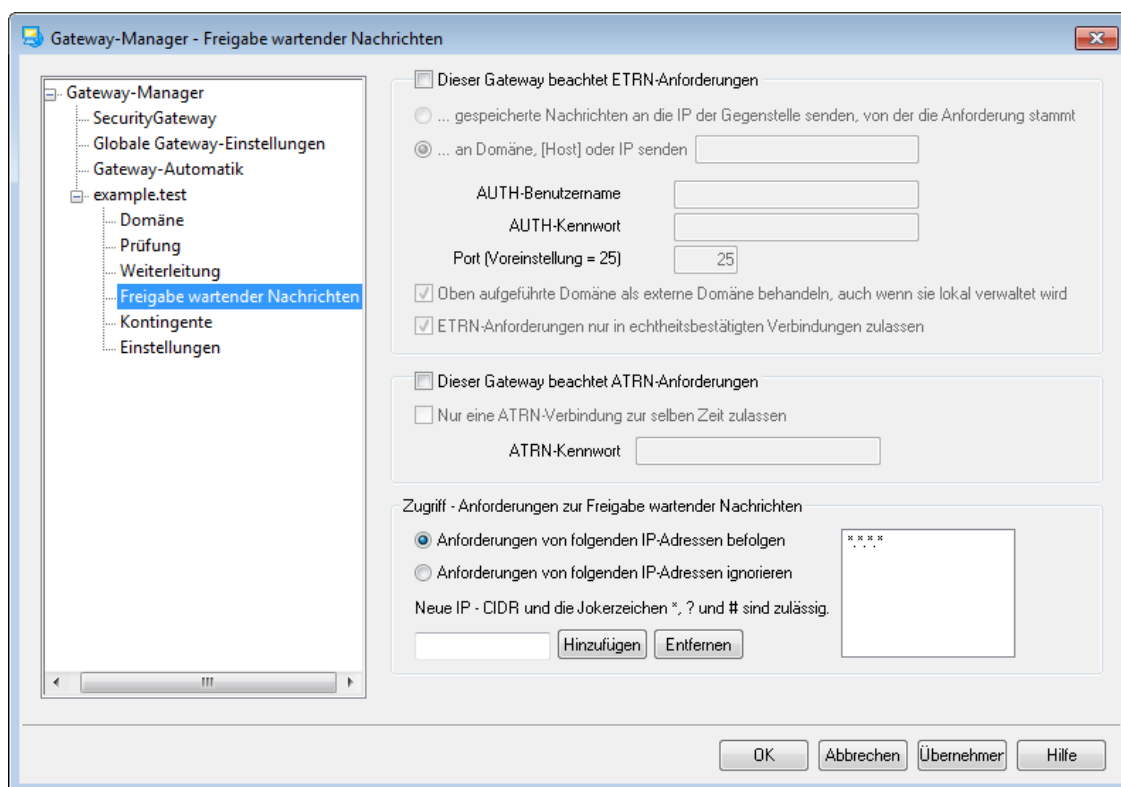 Gateway-Manager - Freigabe wartender Nachrichten
Gateway-Manager
SecurityGateway
Globale Gateway-Einstellungen
Gateway-Automatik
example.test
Domäne
Prüfung
Weiterleitung
Freigabe wartender Nachrichten
Kontingente
Einstellungen
Dieser Gateway beachtet ETRN-Anforderungen
... gespeicherte Nachrichten an die IP der Gegenstelle senden, von der die Anforderung stammt
... an Domäne, [Host] oder IP senden
AUTH-Benutzername
AUTH-Kennwort
Port (Voreinstellung = 25) 25
Oben aufgeführte Domäne als externe Domäne behandeln, auch wenn sie lokal verwaltet wird
ETRN-Anforderungen nur in echtheitsbestätigten Verbindungen zulassen
Dieser Gateway beachtet ATRN-Anforderungen
Nur eine ATRN-Verbindung zur selben Zeit zulassen
ATRN-Kennwort
Zugriff - Anforderungen zur Freigabe wartender Nachrichten
Anforderungen von folgenden IP-Adressen befolgen
*.*.*.*
Anforderungen von folgenden IP-Adressen ignorieren
Neue IP - CIDR und die Jokerzeichen *, ? und # sind zulässig.
Hinzufügen Entfernen
OK Abbrechen Übernehmer Hilfe